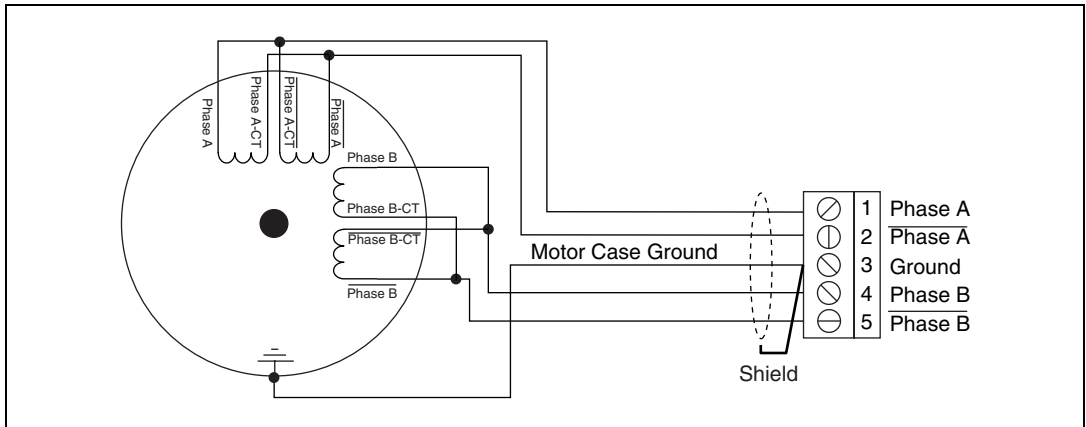 Phase A
Phase A-CT
Phase A-CT
Phase A
Phase B
Phase B-CT
Phase B-CT
Phase B
Motor Case Ground
1 Phase A
2 Phase A
3 Ground
4 Phase B
5 Phase B
Shield